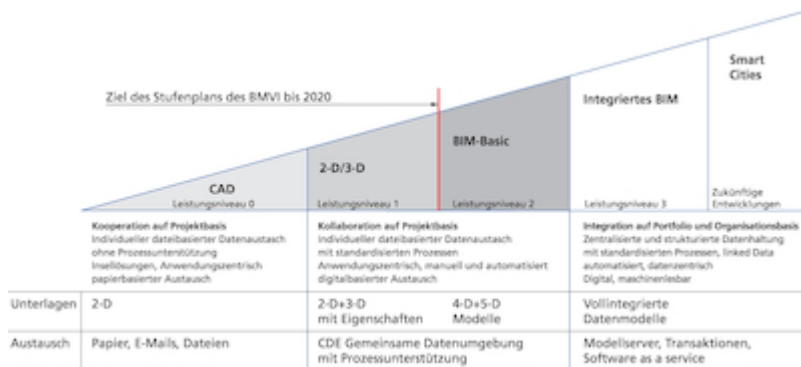 Smart
Cities
Ziel des Stufenplans des BMVI bis 2020
Integriertes BIM
BIM-Basic
2-D/3-D
CAD
Leistungsniveau 0
Leistungsniveau 1
Leistungsniveau 2
Leistungsniveau 3
Zukünftige
Entwicklungen
Kooperation auf Projektbasis
Individueller dateibasierter Datenaustasch
ohne Prozessunterstützung
Insellösungen, Anwendungszentrisch
papierbasierter Austausch
Kollaboration auf Projektbasis
Individueller dateibasierter Datenaustasch
mit standardisierten Prozessen
Anwendungszentrisch, manuell und automatisiert
digitalbasierter Austausch
Integration auf Portfolio und Organisationsbasis
Zentralisierte und strukturierte Datenhaltung
mit standardisierten Prozessen, linked Data
automatisiert, datenzentrisch
Digital, maschinenlesbar
Unterlagen
2-D
2-D+3-D
mit Eigenschaften
4-D+5-D
Modelle
Vollintegrierte
Datenmodelle
Austausch
Papier, E-Mails, Dateien
CDE Gemeinsame Datenumgebung
mit Prozessunterstützung
Modellserver, Transaktionen,
Software as a service